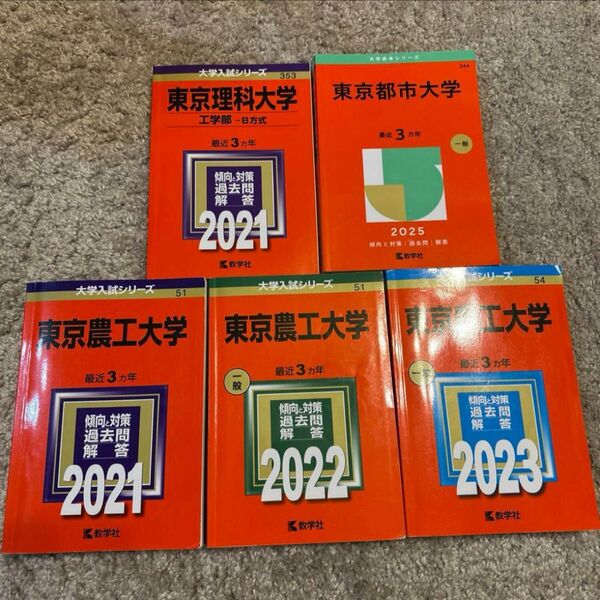 大学入試シリーズ
353
東京理科大学
工学部-B方式
最近3カ年
傾向と対策
過去問
解答
2021
教学社
大学赤本シリーズ
344
東京都市大学
最近3カ年
一般
2025
傾向と対策|過去問|解答
教学社
大学入試シリーズ
51
東京農工大学
最近3カ年
傾向と対策
過去問
解答
2021
教学社
大学入試シリーズ
51
東京農工大学
一般
最近3カ年
傾向と対策
過去問
解答
2022
教学社
入試シリーズ
54
東京農工大学
一般
最近3カ年
傾向と対策
過去問
解答
2023
教学社